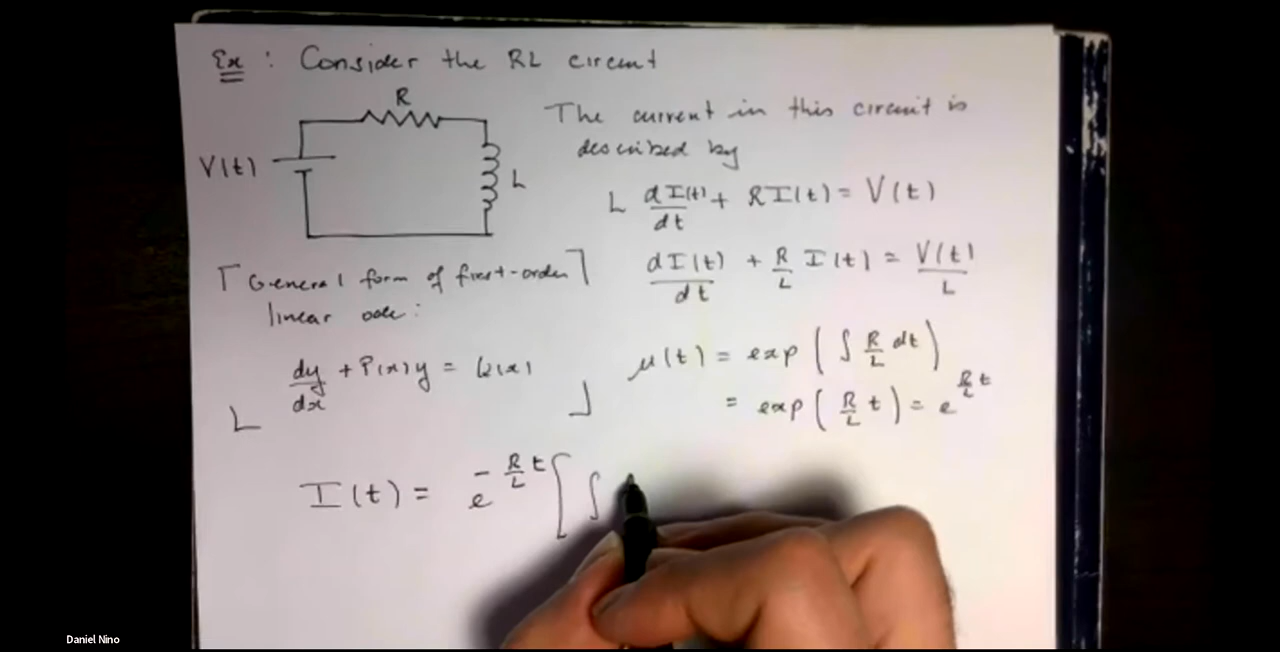 Ex : Consider the RL circuit
R
V(t)
L
The current in this circuit is
described by
L dI(t)/dt + RI(t) = V(t)
dI(t)/dt + R/L I(t) = V(t)/L
[General form of first-order
linear ode:
dy/dx + P(x)y = Q(x) ]
μ(t) = exp ( ∫ R/L dt )
= exp ( R/L t ) = e^(R/L t)
I(t) = e^(-R/L t) [ ∫
Daniel Nino